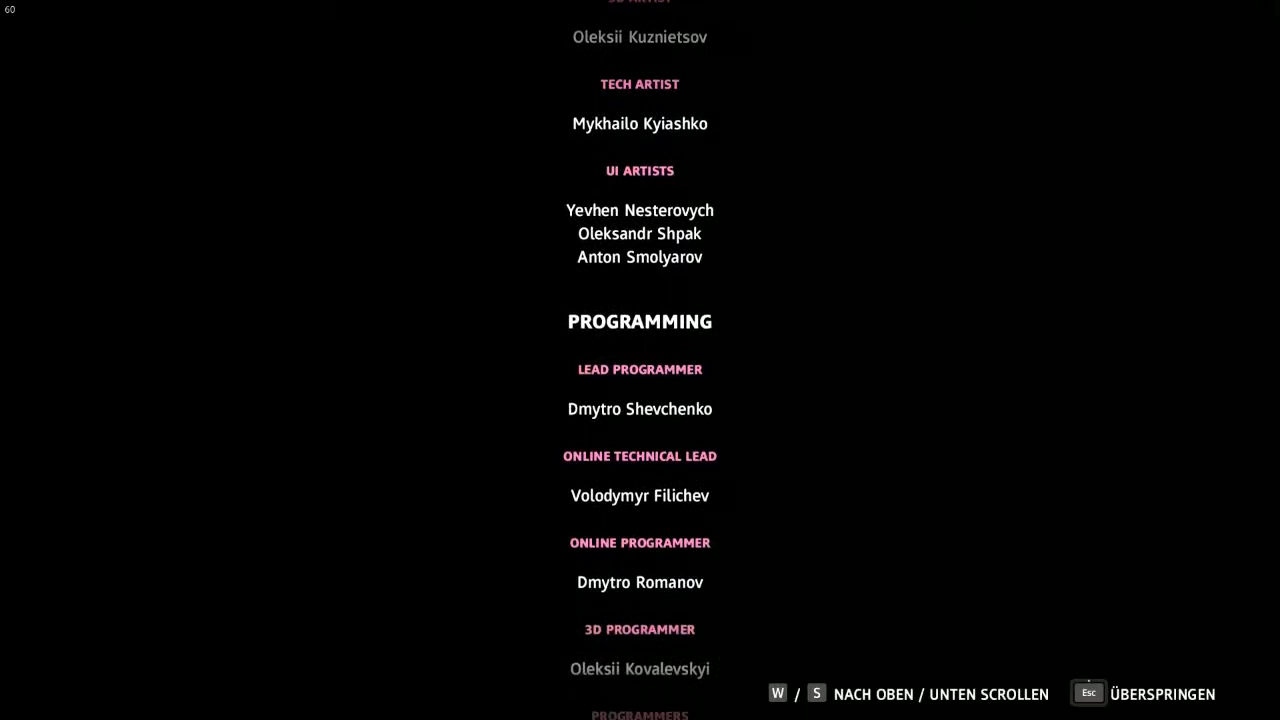 60
3D ARTIST
Oleksii Kuznietsov
TECH ARTIST
Mykhailo Kyiashko
UI ARTISTS
Yevhen Nesterovych
Oleksandr Shpak
Anton Smolyarov
PROGRAMMING
LEAD PROGRAMMER
Dmytro Shevchenko
ONLINE TECHNICAL LEAD
Volodymyr Filichev
ONLINE PROGRAMMER
Dmytro Romanov
3D PROGRAMMER
Oleksii Kovalevskyi
PROGRAMMERS
W / S NACH OBEN / UNTEN SCROLLEN Esc ÜBERSPRINGEN